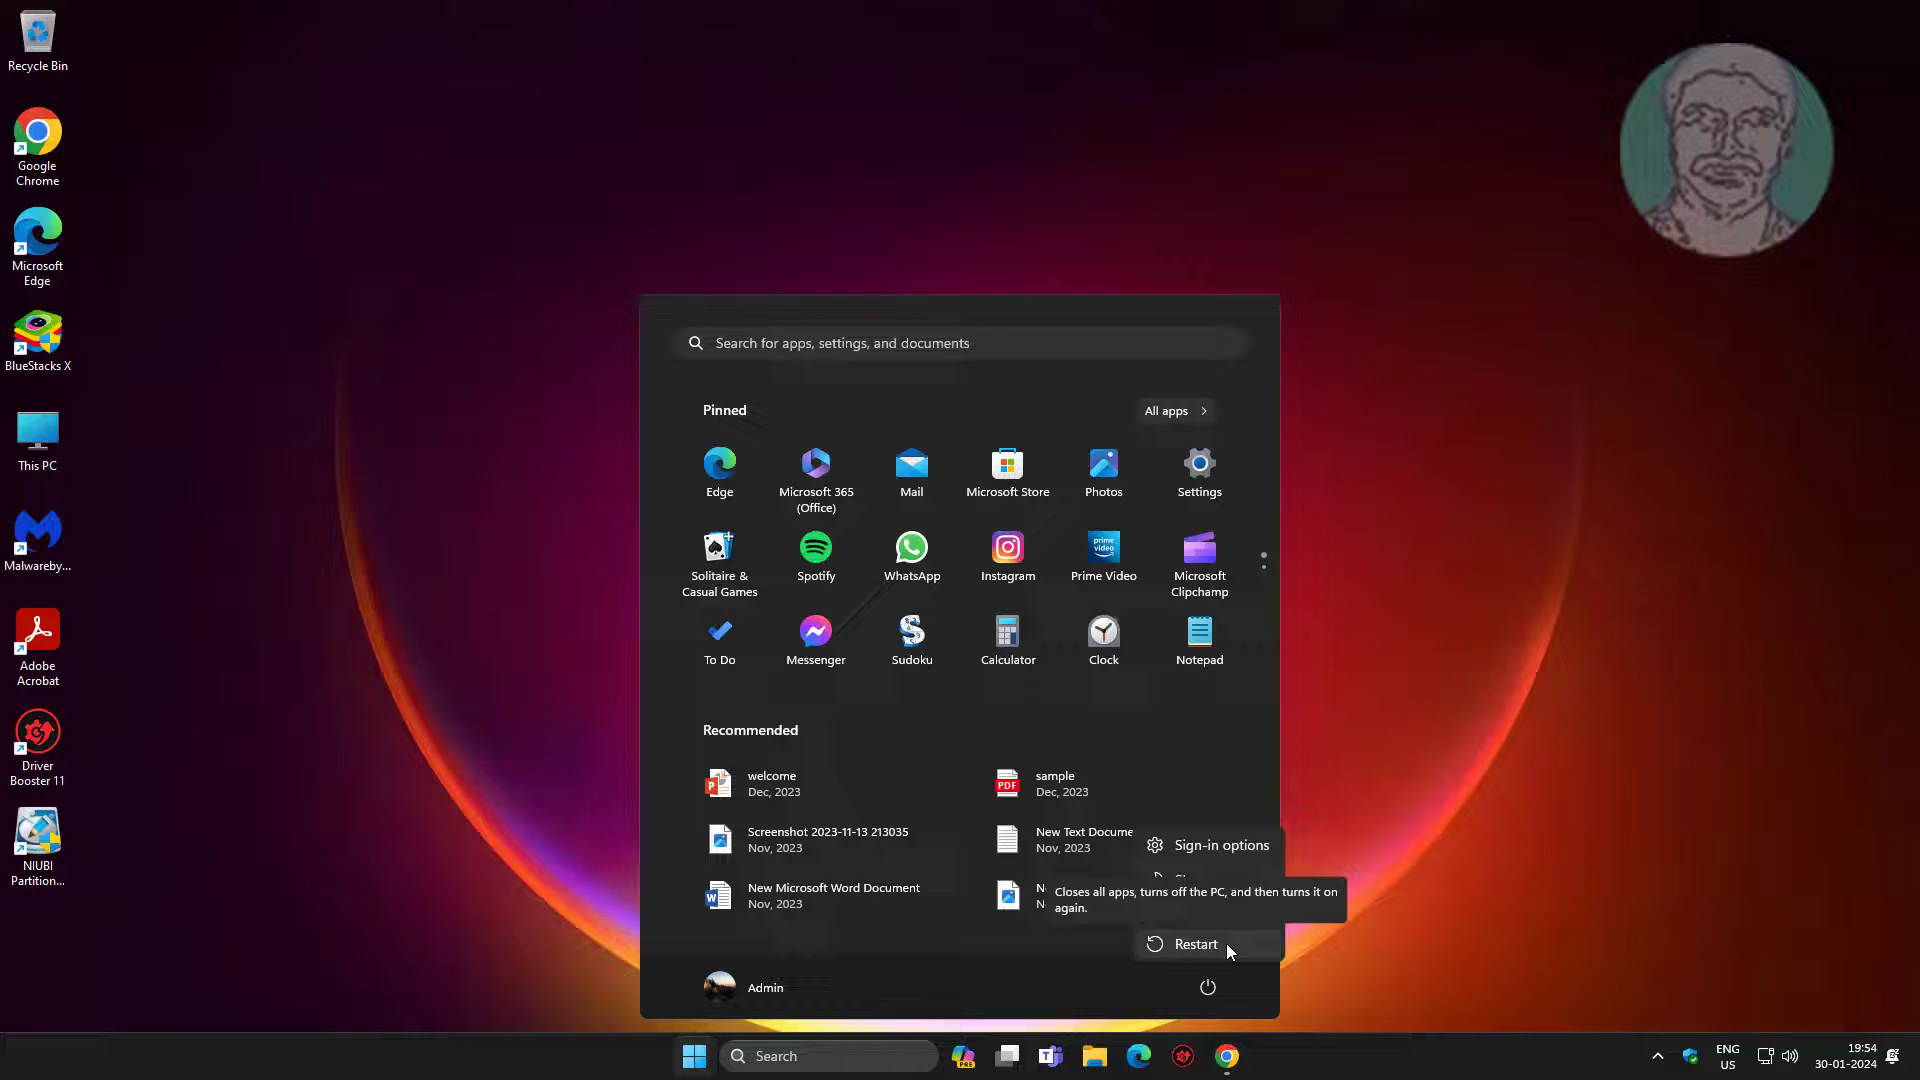 Recycle Bin
Google
Chrome
Microsoft
Edge
BlueStacks X
This PC
Malwareby...
Adobe
Acrobat
Driver
Booster 11
NIUBI
Partition...
Search for apps, settings, and documents
Pinned
All apps
Edge
Microsoft 365
(Office)
Mail
Microsoft Store
Photos
Settings
Solitaire &
Casual Games
Spotify
WhatsApp
Instagram
prime
video
Prime Video
Microsoft
Clipchamp
To Do
Messenger
Sudoku
Calculator
Clock
Notepad
Recommended
welcome
Dec, 2023
PDF
sample
Dec, 2023
Screenshot 2023-11-13 213035
Nov, 2023
New Text Docume
Nov, 2023
New Microsoft Word Document
Nov, 2023
Sign-in options
Closes all apps, turns off the PC, and then turns it on
again.
Restart
Admin
Search
PRE
ENG
US
19:54
30-01-2024